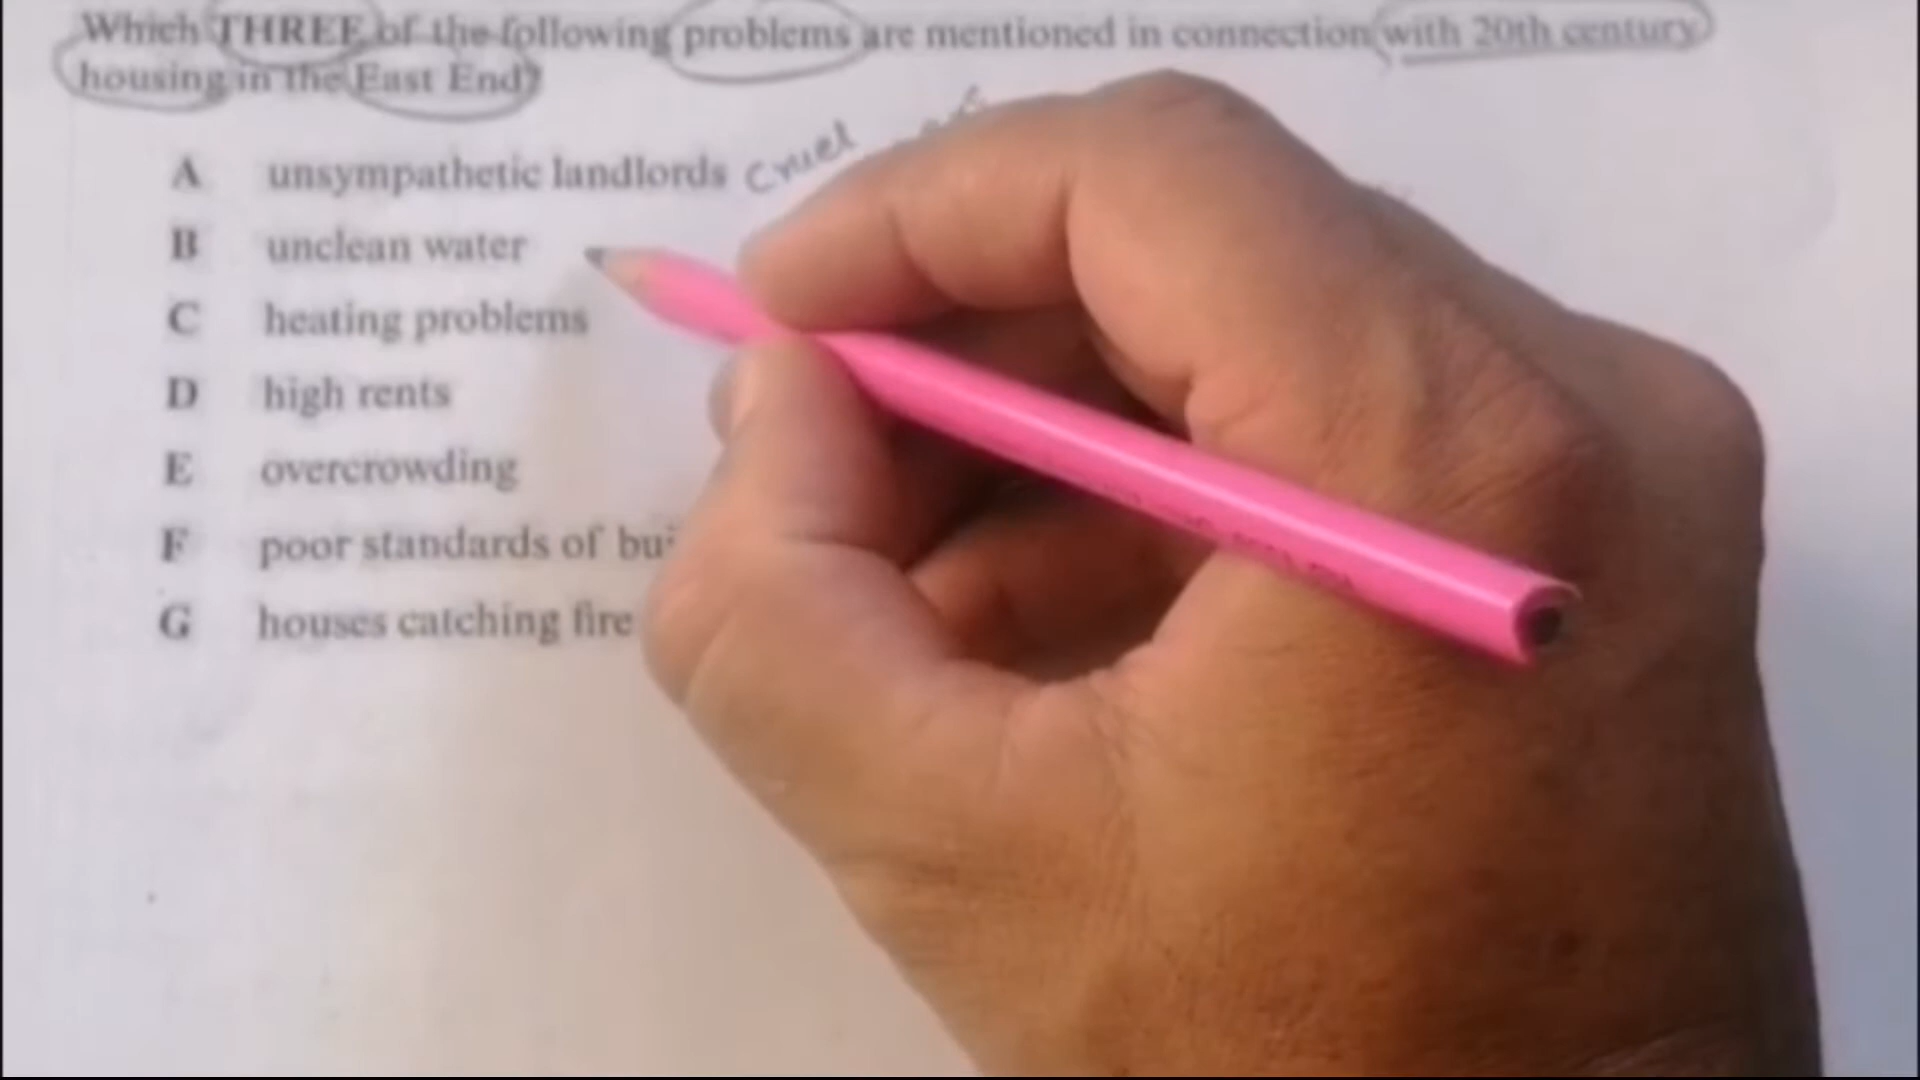 Which THREE of the following problems are mentioned in connection with 20th century
housing in the East End?
A unsympathetic landlords cruel
B unclean water
C heating problems
D high rents
E overcrowding
F poor standards of
G houses catching fire